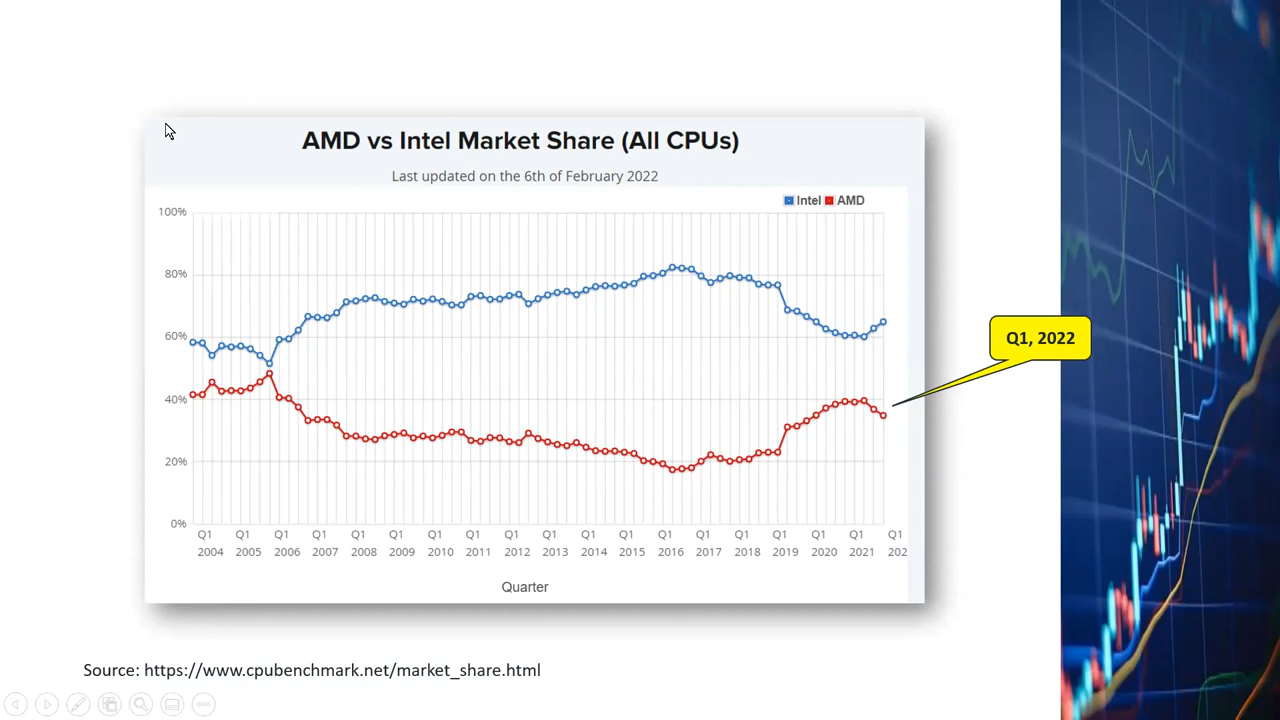 AMD vs Intel Market Share (All CPUs)
Last updated on the 6th of February 2022
Intel AMD
100%
80%
60%
40%
20%
0%
Q1 Q1 Q1 Q1 Q1 Q1 Q1 Q1 Q1 Q1 Q1 Q1 Q1 Q1 Q1 Q1 Q1 Q1 Q1
2004 2005 2006 2007 2008 2009 2010 2011 2012 2013 2014 2015 2016 2017 2018 2019 2020 2021 202
Quarter
Q1, 2022
Source: https://www.cpubenchmark.net/market_share.html